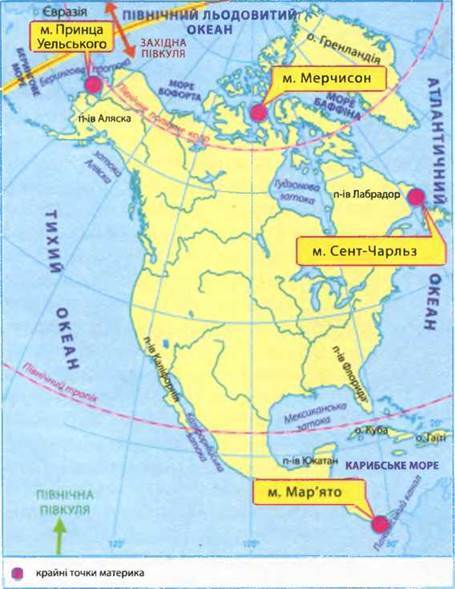 Євразія
м. Принца
Уельського
ПІВНІЧНИЙ ЛЬОДОВИТИЙ
ОКЕАН
ЗАХІДНА
ПІВКУЛЯ
о. Гренландія
БЕРИНГОВЕ
МОРЕ
Берингова протока
МОРЕ
БОФОРТА
м. Мерчисон
МОРЕ
БАФФІНА
Північне полярне коло
п-ів Аляска
затока
Аляска
АТЛАНТИЧНИЙ
ОКЕАН
Гудзонова
затока
п-ів Лабрадор
м. Сент-Чарльз
ТИХИЙ
ОКЕАН
Північний тропік
п-ів Каліфорнія
Каліфорнійська
затока
п-ів Флорида
Мексиканська
затока
20°
о. Куба
о. Гаїті
п-ів Юкатан
КАРИБСЬКЕ МОРЕ
м. Мар’ято
Панамський канал
ПІВНІЧНА
ПІВКУЛЯ
120°
100°
80°
крайні точки материка